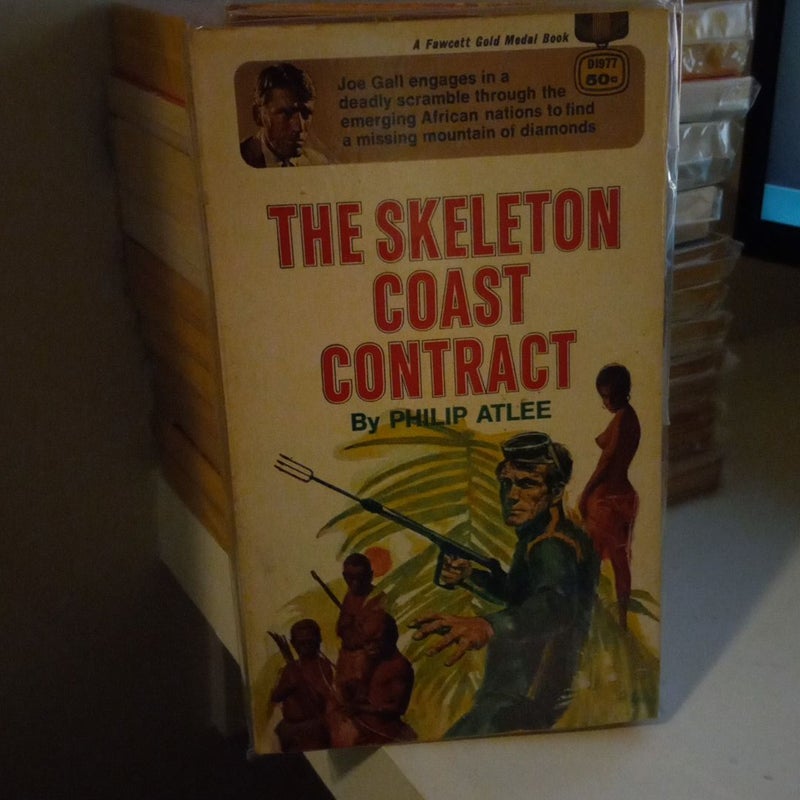 A Fawcett Gold Medal Book
D1977
50¢
Joe Gall engages in a
deadly scramble through the
emerging African nations to find
a missing mountain of diamonds
THE SKELETON
COAST
CONTRACT
By PHILIP ATLEE